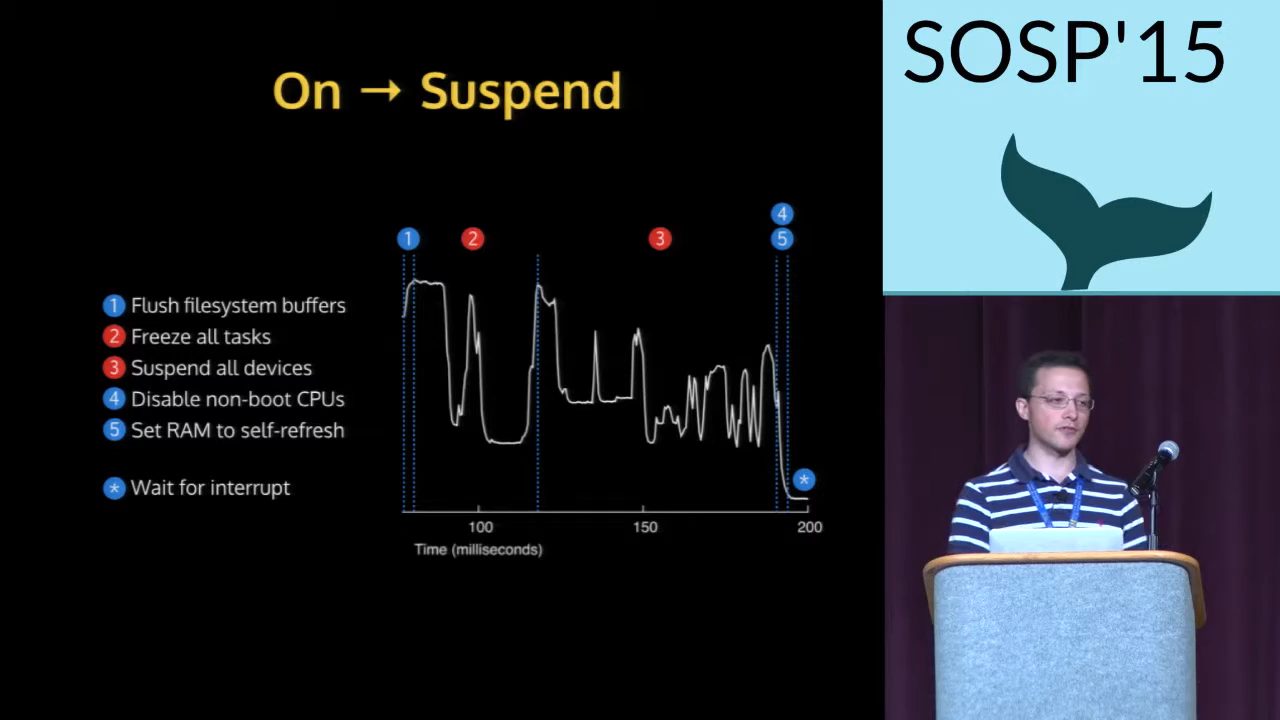 On → Suspend
SOSP'15
4
1 2 3 5
1 Flush filesystem buffers
2 Freeze all tasks
3 Suspend all devices
4 Disable non-boot CPUs
5 Set RAM to self-refresh
* Wait for interrupt
*
100 150 200
Time (milliseconds)